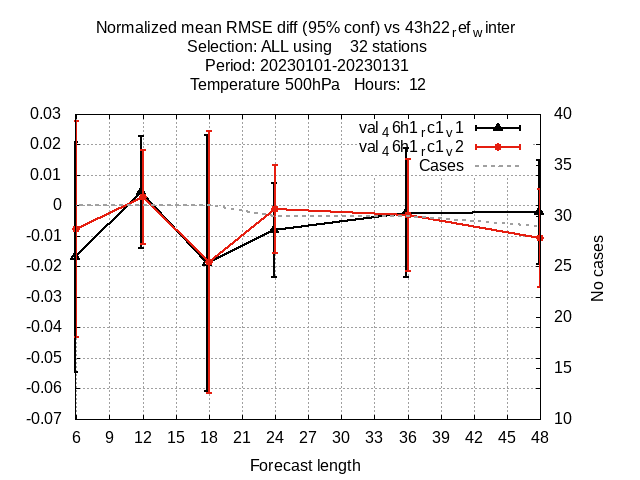 Normalized mean RMSE diff (95% conf) vs 43h22refwinter
Selection: ALL using 32 stations
Period: 20230101-20230131
Temperature 500hPa Hours: 12
val46h1rc1v1
val46h1rc1v2
Cases
0.03
0.02
0.01
0
-0.01
-0.02
-0.03
-0.04
-0.05
-0.06
-0.07
40
35
30
25
20
15
10
No cases
6 9 12 15 18 21 24 27 30 33 36 39 42 45 48
Forecast length